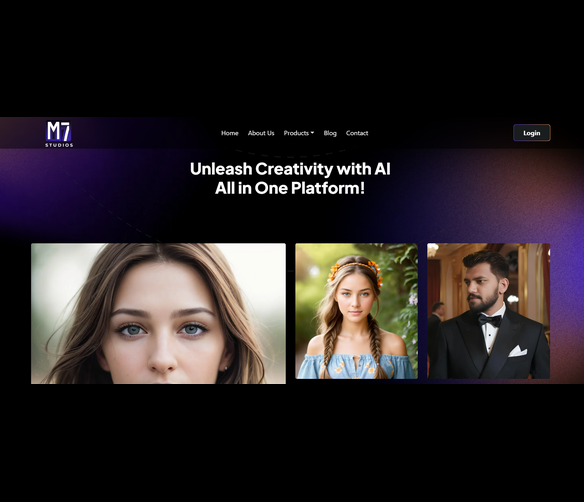 M7
STUDIOS
Home About Us Products Blog Contact
Login
Unleash Creativity with AI
All in One Platform!